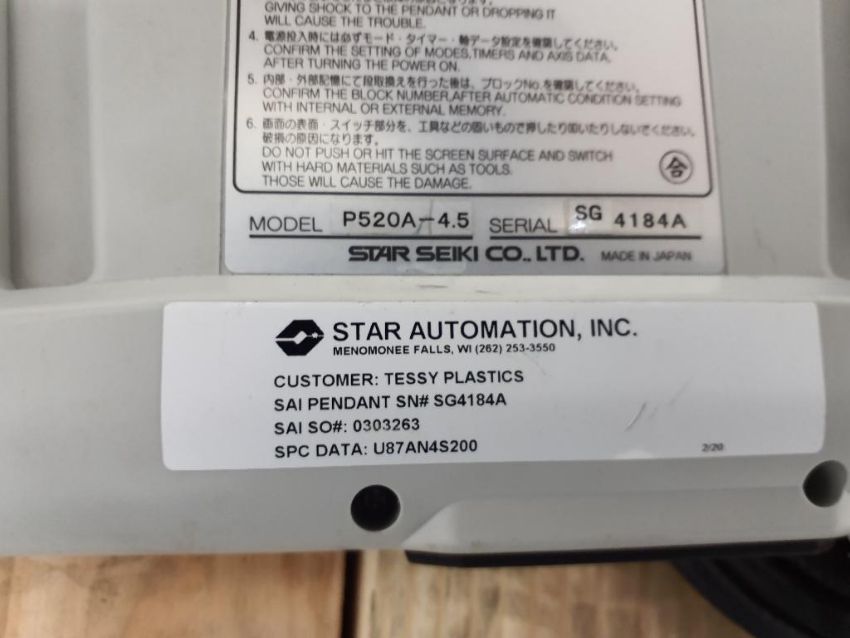 GIVING SHOCK TO THE PENDANT OR DROPPING IT
WILL CAUSE THE TROUBLE.
4. 電源投入時には必ずモード・タイマー・軸データ設定を確認してください。
CONFIRM THE SETTING OF MODES,TIMERS AND AXIS DATA,
AFTER TURNING THE POWER ON.
5. 内部・外部記憶にて段取換えを行った後は、ブロックNo.を確認してください。
CONFIRM THE BLOCK NUMBER,AFTER AUTOMATIC CONDITION SETTING
WITH INTERNAL OR EXTERNAL MEMORY.
6. 画面の表面・スイッチ部分を、工具などの固いもので押したり叩いたりしないでください。
破損の原因になります。
DO NOT PUSH OR HIT THE SCREEN SURFACE AND SWITCH
WITH HARD MATERIALS SUCH AS TOOLS.
THOSE WILL CAUSE THE DAMAGE.
合
MODEL P520A-4.5 SERIAL SG 4184A
STAR SEIKI CO., LTD. MADE IN JAPAN
STAR AUTOMATION, INC.
MENOMONEE FALLS, WI (262) 253-3550
CUSTOMER: TESSY PLASTICS
SAI PENDANT SN# SG4184A
SAI SO#: 0303263
SPC DATA: U87AN4S200
2/20